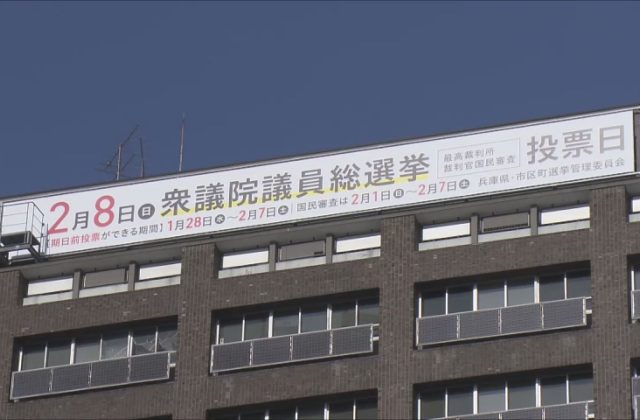 2月8日(日)衆議院議員総選挙 最高裁判所 裁判官国民審査 投票日
【期日前投票ができる期間】1月28日(水)～2月7日(土)|国民審査は2月1日(日)～2月7日(土) 兵庫県・市区町選挙管理委員会